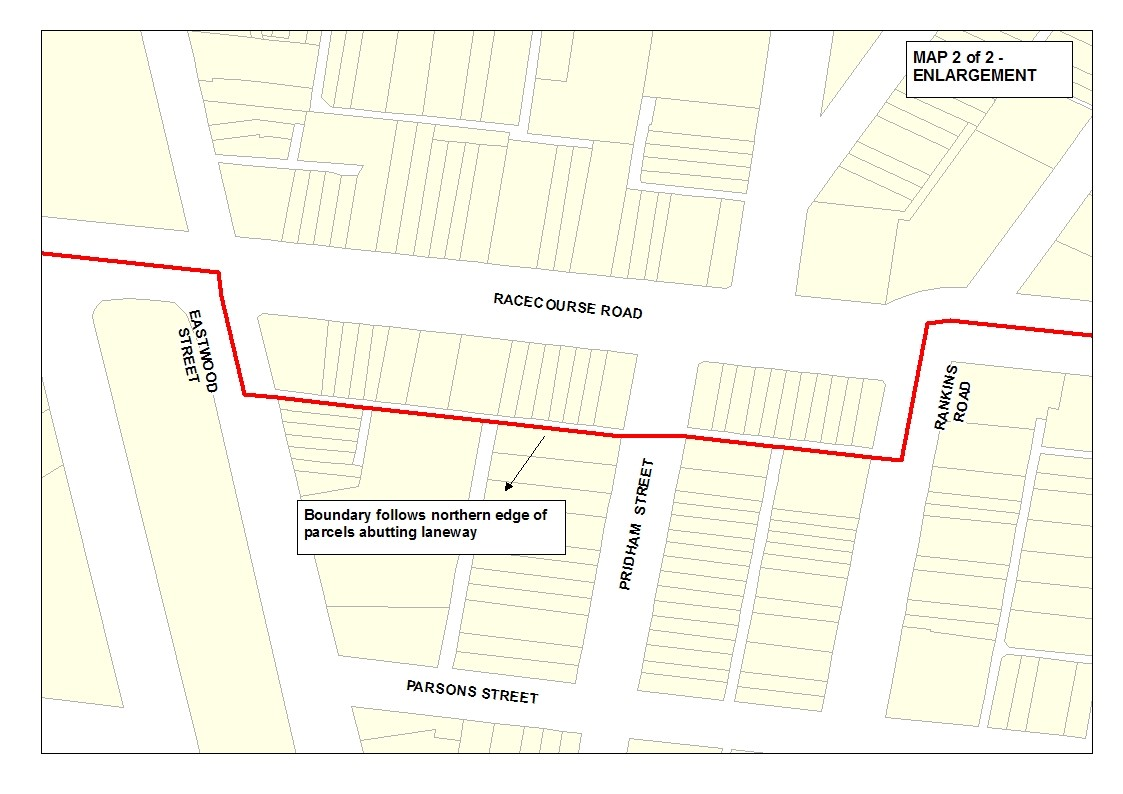 MAP 2 of 2 -
ENLARGEMENT
RACECOURSE ROAD
EASTWOOD
STREET
RANKINS
ROAD
PRIDHAM STREET
Boundary follows northern edge of
parcels abutting laneway
PARSONS STREET